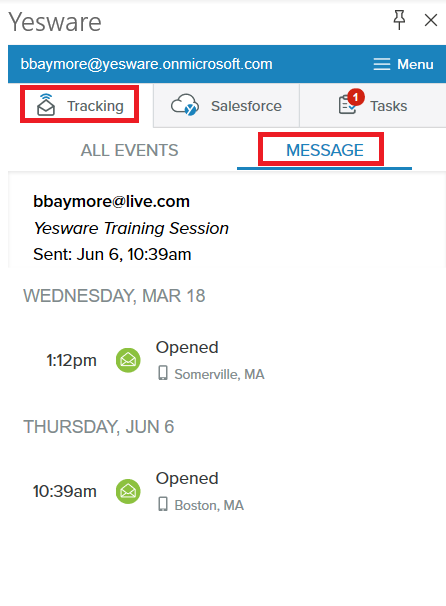 Yesware
bbaymore@yesware.onmicrosoft.com Menu
Tracking Salesforce 1 Tasks
ALL EVENTS MESSAGE
bbaymore@live.com
Yesware Training Session
Sent: Jun 6, 10:39am
WEDNESDAY, MAR 18
Opened
1:12pm
Somerville, MA
THURSDAY, JUN 6
Opened
10:39am
Boston, MA